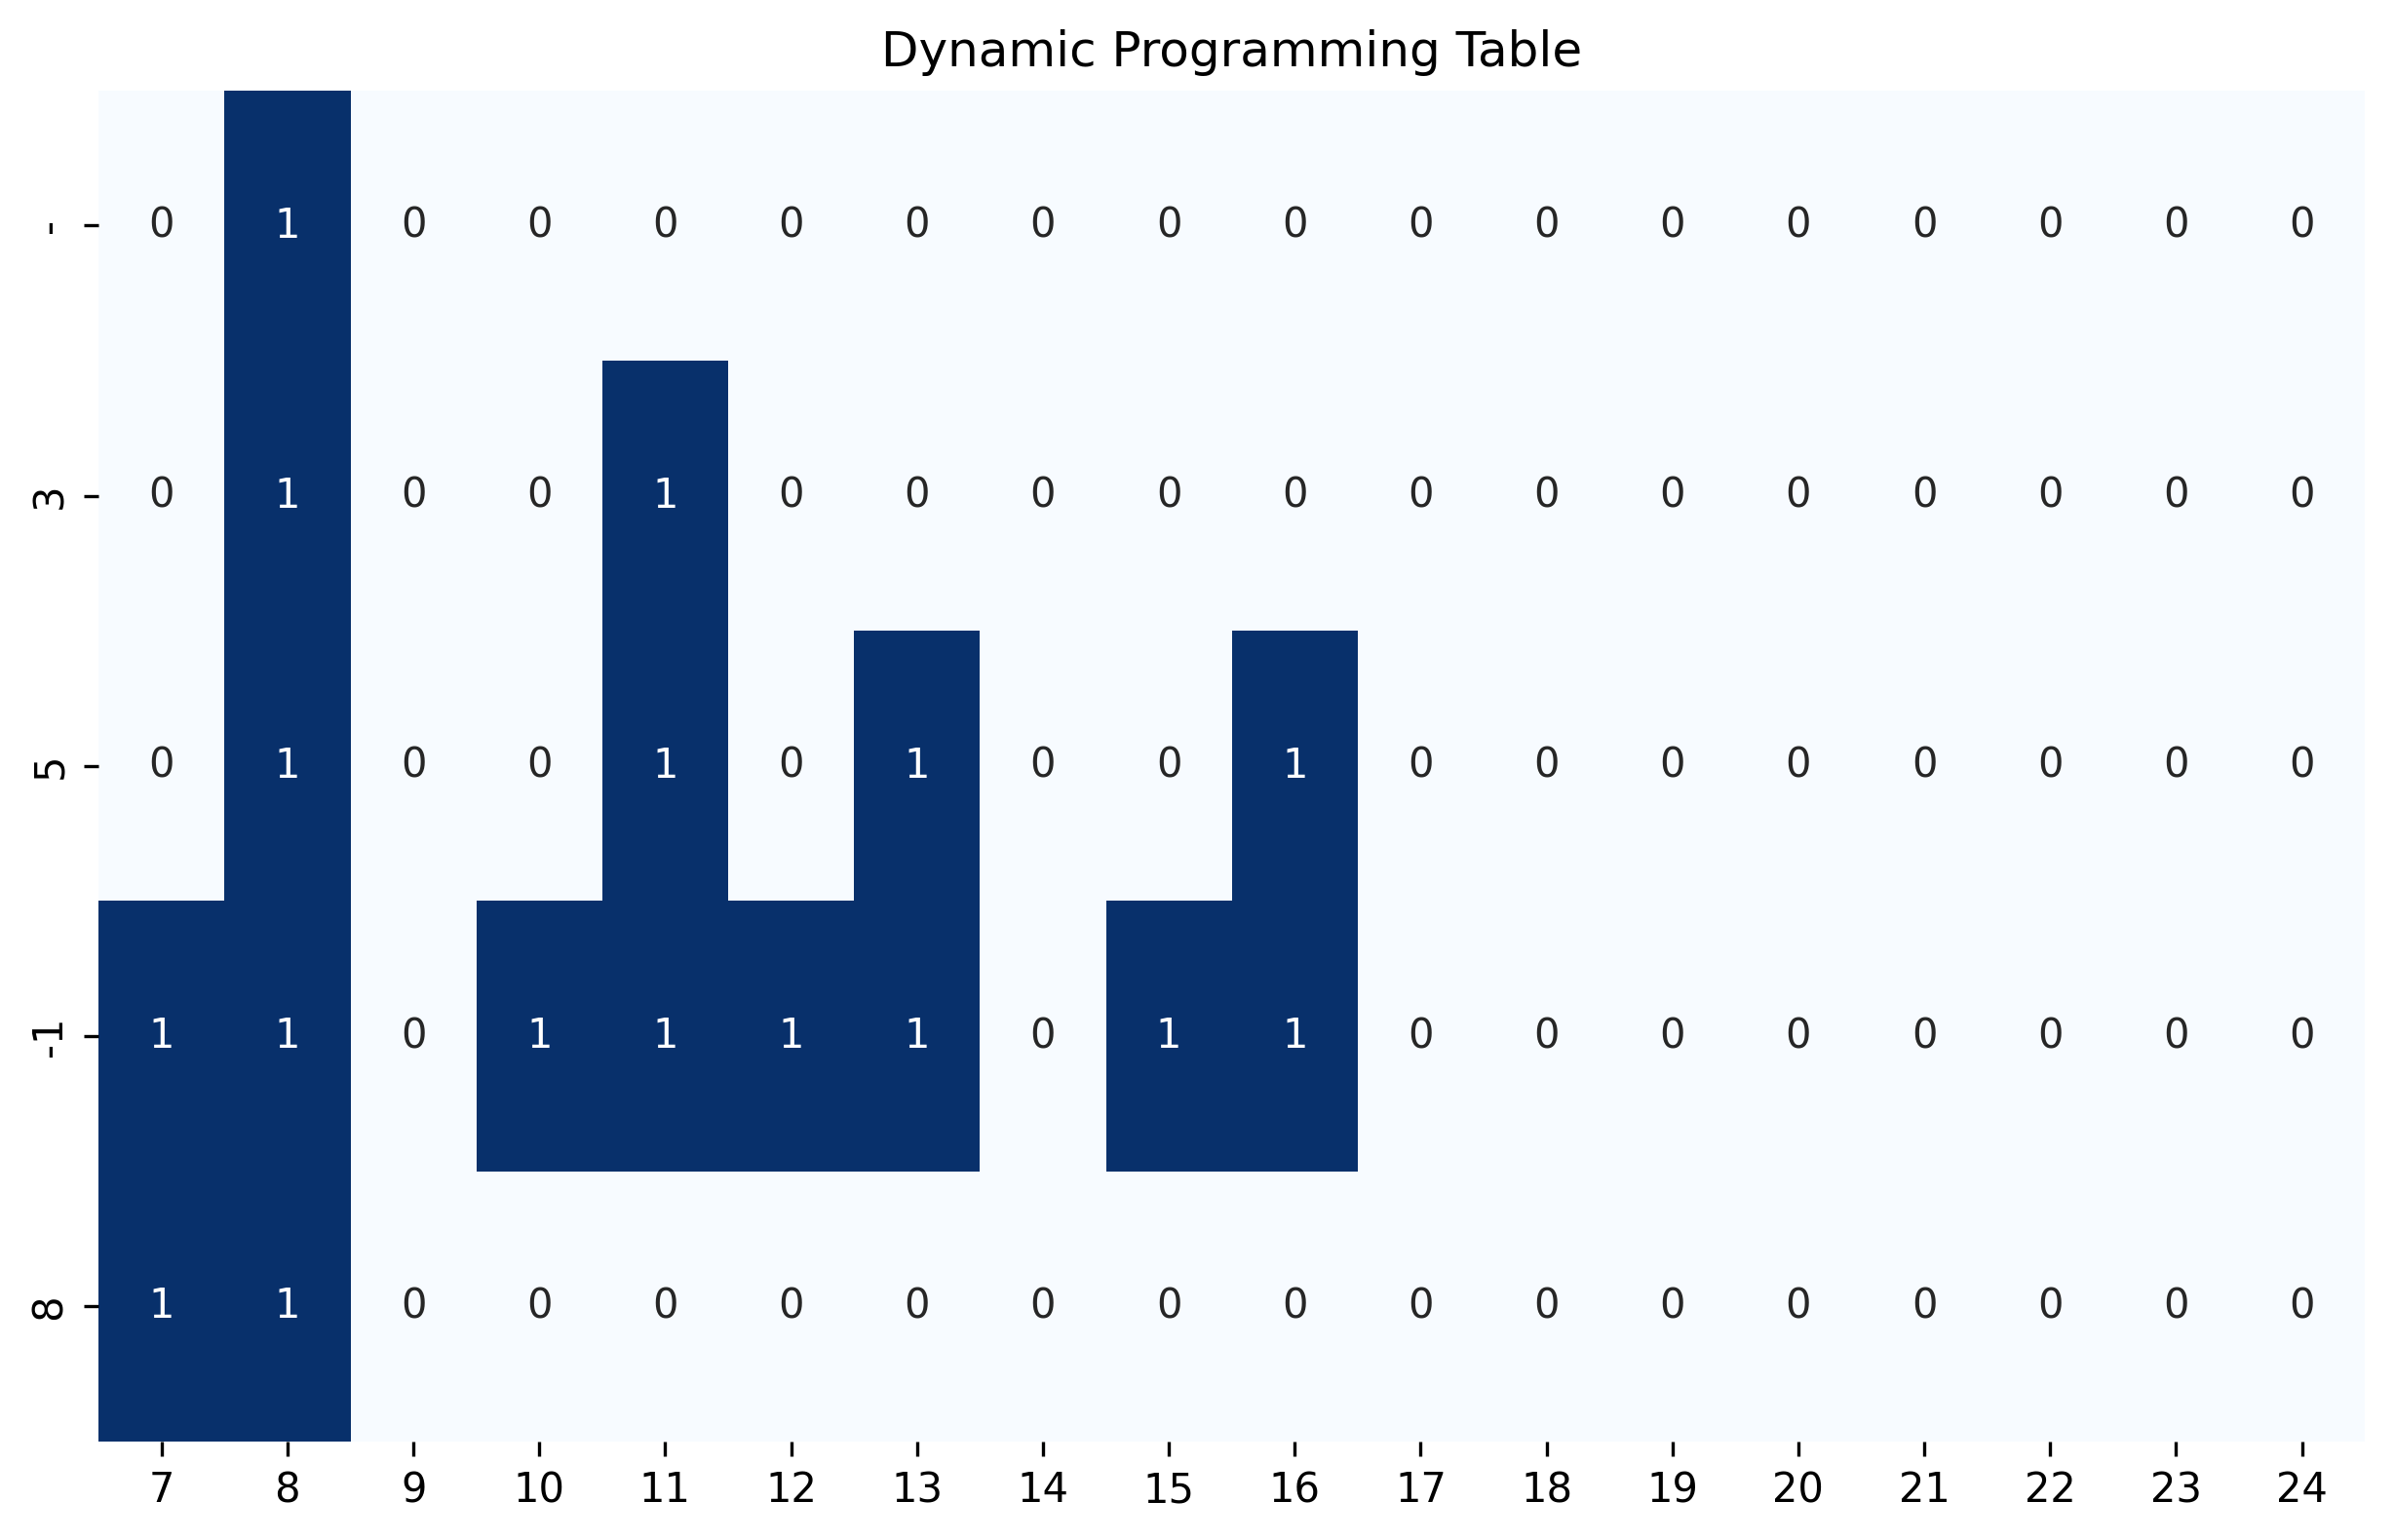 Dynamic Programming Table
- 0 1 0 0 0 0 0 0 0 0 0 0 0 0 0 0 0 0
3 0 1 0 0 1 0 0 0 0 0 0 0 0 0 0 0 0 0
5 0 1 0 0 1 0 1 0 0 1 0 0 0 0 0 0 0 0
-1 1 1 0 1 1 1 1 0 1 1 0 0 0 0 0 0 0 0
8 1 1 0 0 0 0 0 0 0 0 0 0 0 0 0 0 0 0
7 8 9 10 11 12 13 14 15 16 17 18 19 20 21 22 23 24